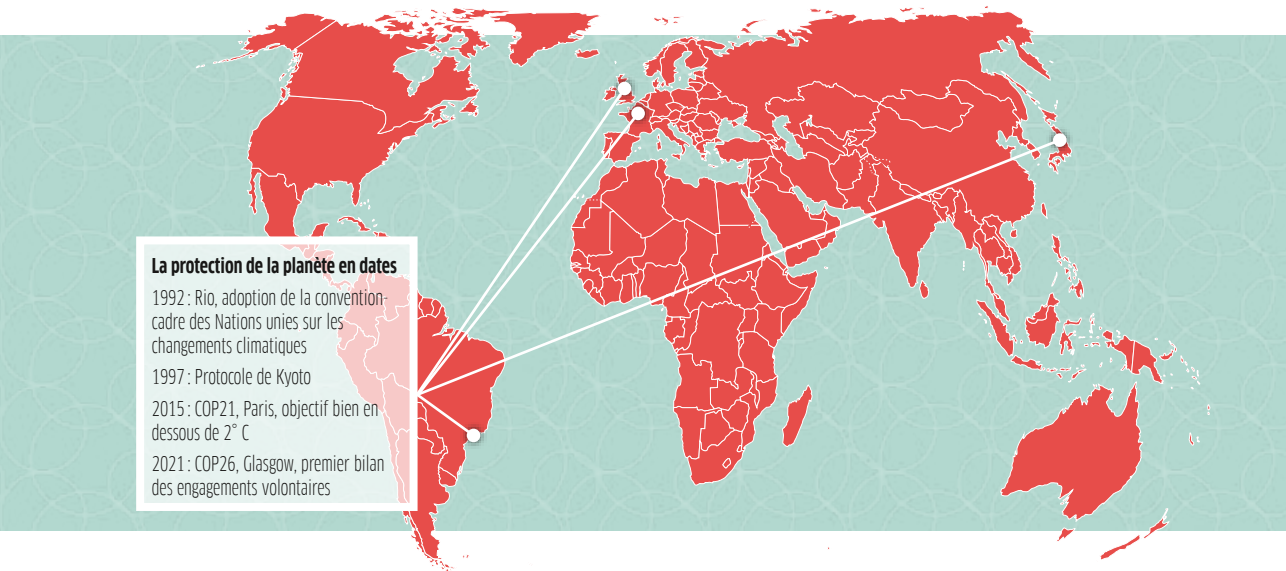 La protection de la planète en dates
1992 : Rio, adoption de la convention-
cadre des Nations unies sur les
changements climatiques
1997 : Protocole de Kyoto
2015 : COP21, Paris, objectif bien en
dessous de 2° C
2021 : COP26, Glasgow, premier bilan
des engagements volontaires